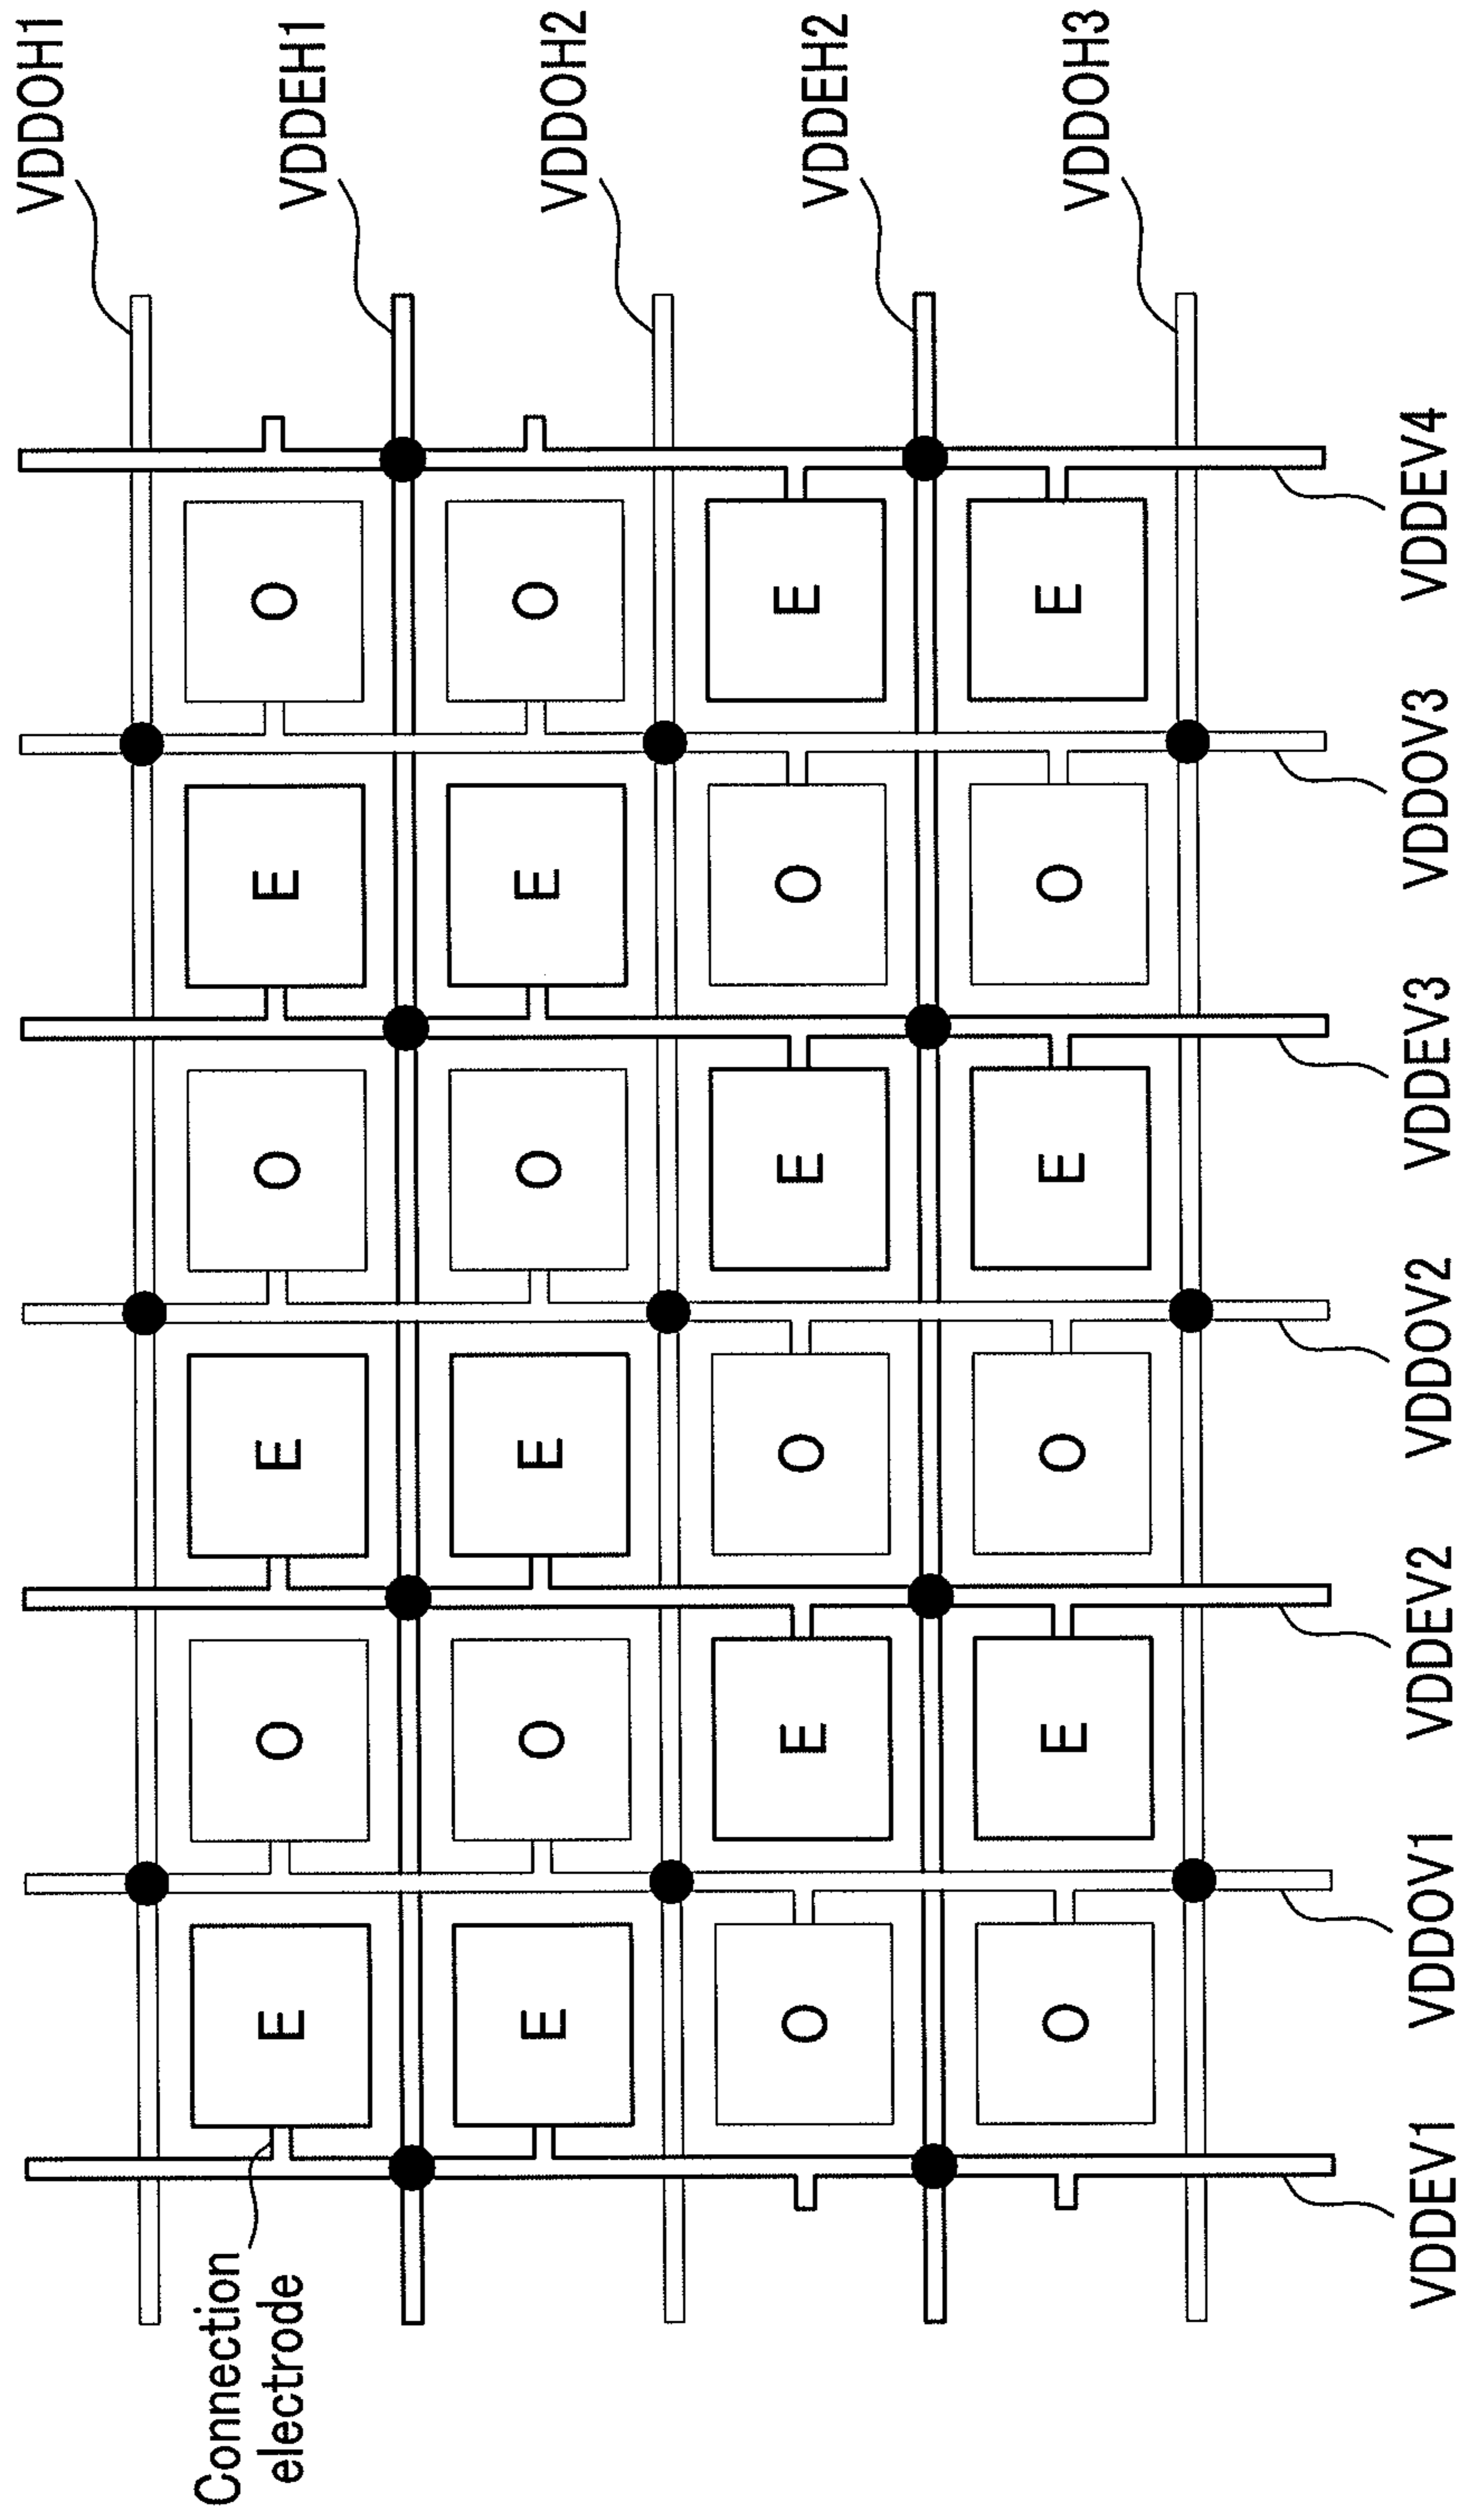 VDDOH1
Connection
electrode
E O E O E O
VDDEH1
E O E O E O
VDDOH2
O E O E O E
VDDEH2
O E O E O E
VDDOH3
VDDEV1 VDDOV1 VDDEV2 VDDOV2 VDDEV3 VDDOV3 VDDEV4